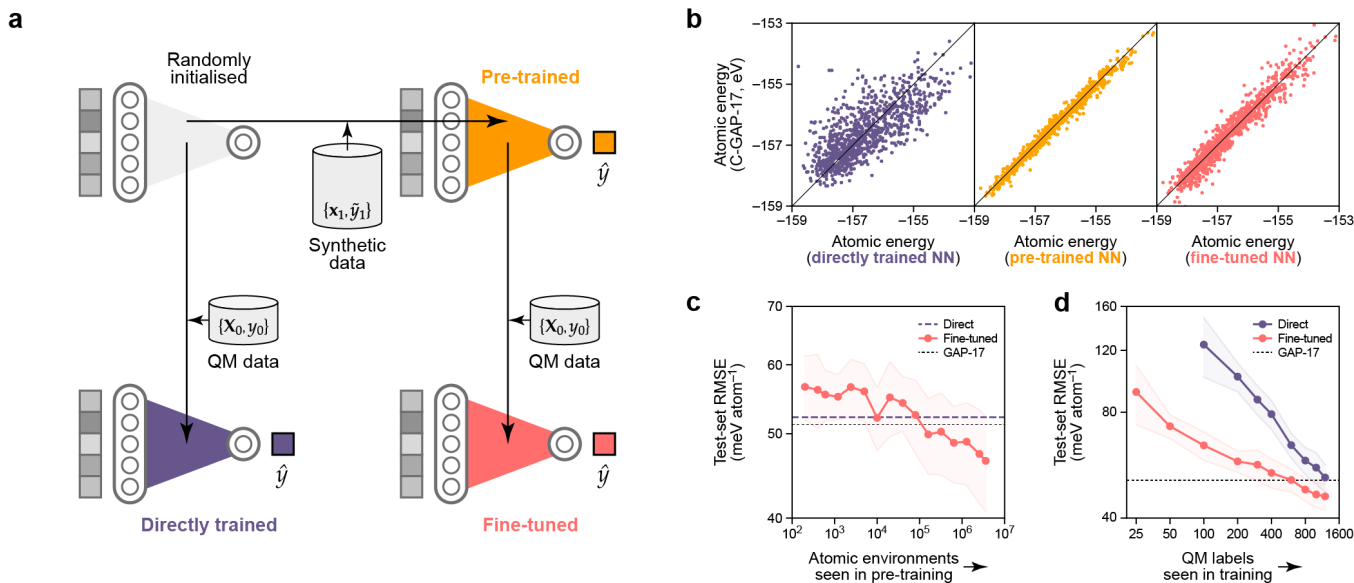 a
Randomly
initialised
Pre-trained
ŷ
{x₁, ỹ₁}
Synthetic
data
{X₀, y₀}
QM data
{X₀, y₀}
QM data
ŷ
Directly trained
ŷ
Fine-tuned
b
Atomic energy
(C-GAP-17, eV)
−153
−155
−157
−159
−159 −157 −155 −159 −157 −155 −159 −157 −155 −153
Atomic energy
(directly trained NN)
Atomic energy
(pre-trained NN)
Atomic energy
(fine-tuned NN)
c
Test-set RMSE
(meV atom⁻¹)
70
60
50
40
Direct
Fine-tuned
GAP-17
10² 10³ 10⁴ 10⁵ 10⁶ 10⁷
Atomic environments
seen in pre-training
d
Test-set RMSE
(meV atom⁻¹)
160
120
80
40
Direct
Fine-tuned
GAP-17
25 50 100 200 400 800 1600
QM labels
seen in training